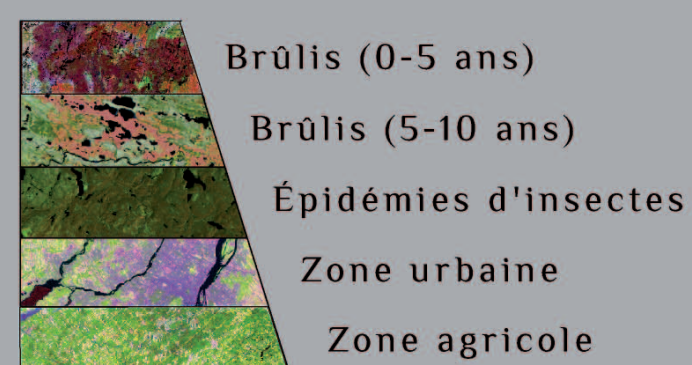 Brûlis (0-5 ans)
Brûlis (5-10 ans)
Épidémies d'insectes
Zone urbaine
Zone agricole